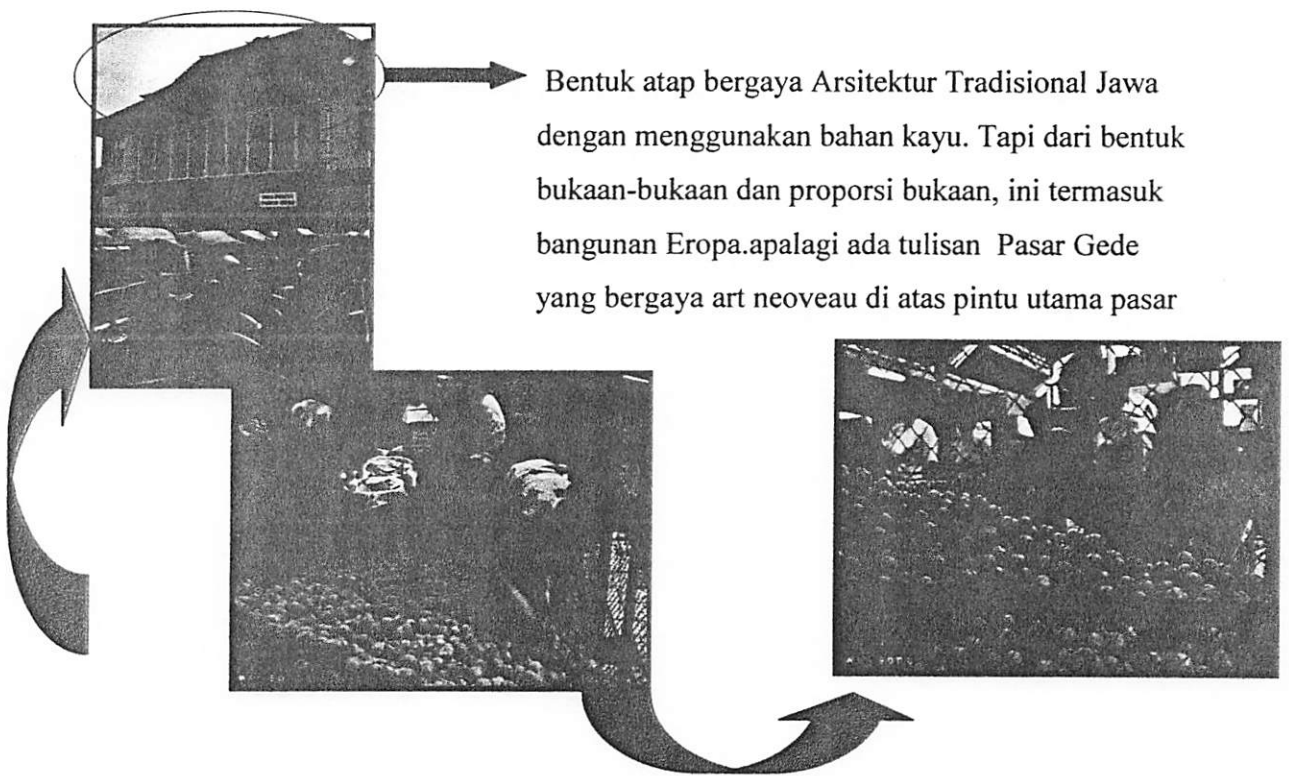 Bentuk atap bergaya Arsitektur Tradisional Jawa
dengan menggunakan bahan kayu. Tapi dari bentuk
bukaan-bukaan dan proporsi bukaan, ini termasuk
bangunan Eropa.apalagi ada tulisan Pasar Gede
yang bergaya art neoveau di atas pintu utama pasar